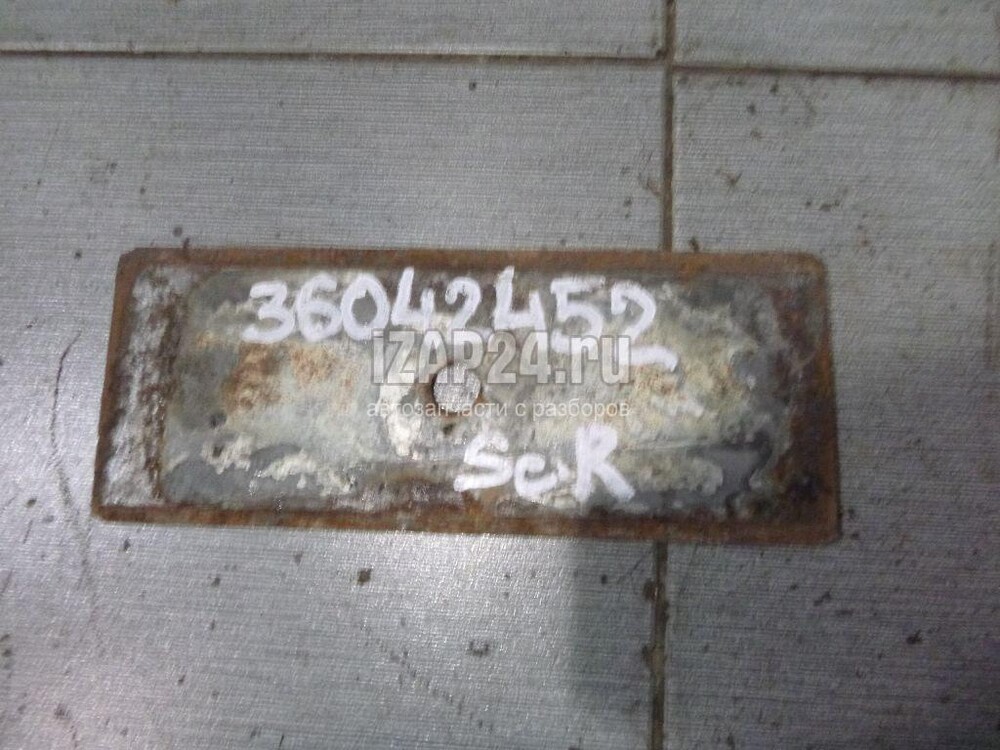 36042452
iZAP24.ru
автозапчасти с разборов
ScR